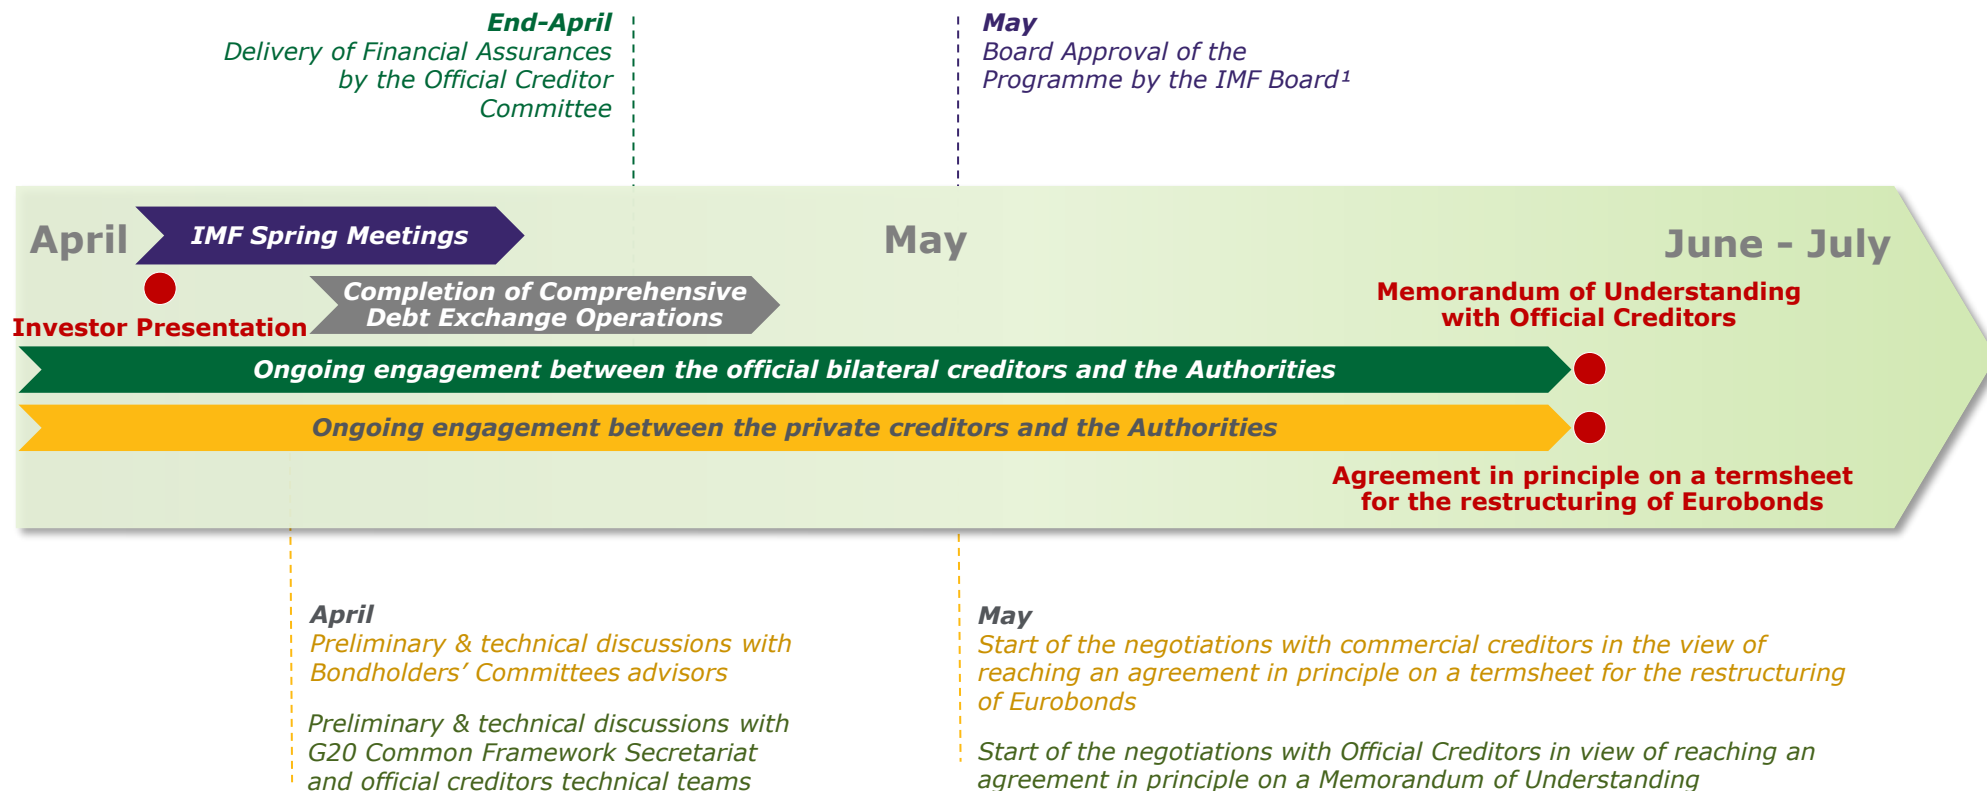 End-April
Delivery of Financial Assurances
by the Official Creditor
Committee
May
Board Approval of the
Programme by the IMF Board¹
April
IMF Spring Meetings
May
June - July
Investor Presentation
Completion of Comprehensive
Debt Exchange Operations
Memorandum of Understanding
with Official Creditors
Ongoing engagement between the official bilateral creditors and the Authorities
Ongoing engagement between the private creditors and the Authorities
Agreement in principle on a termsheet
for the restructuring of Eurobonds
April
Preliminary & technical discussions with
Bondholders’ Committees advisors
Preliminary & technical discussions with
G20 Common Framework Secretariat
and official creditors technical teams
May
Start of the negotiations with commercial creditors in the view of
reaching an agreement in principle on a termsheet for the restructuring
of Eurobonds
Start of the negotiations with Official Creditors in view of reaching an
agreement in principle on a Memorandum of Understanding